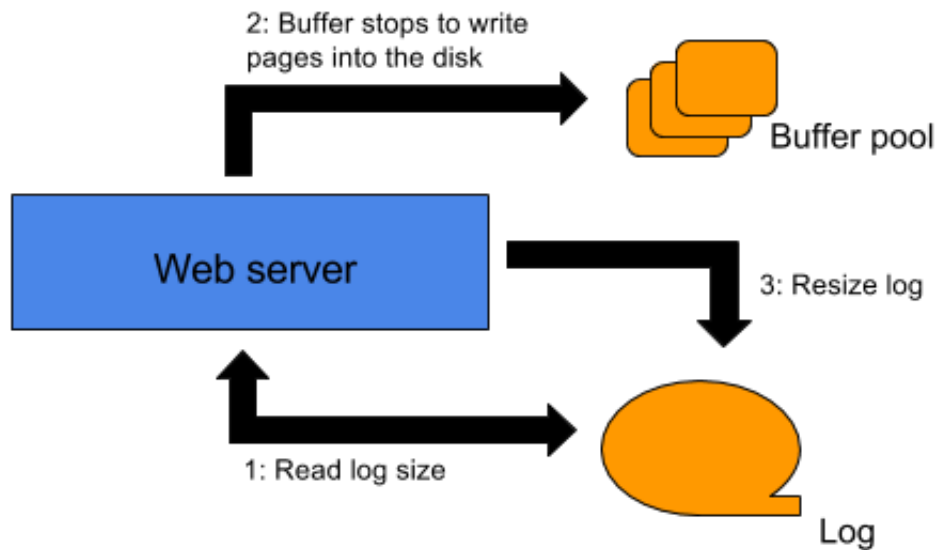 2: Buffer stops to write
pages into the disk
Buffer pool
Web server
3: Resize log
1: Read log size
Log